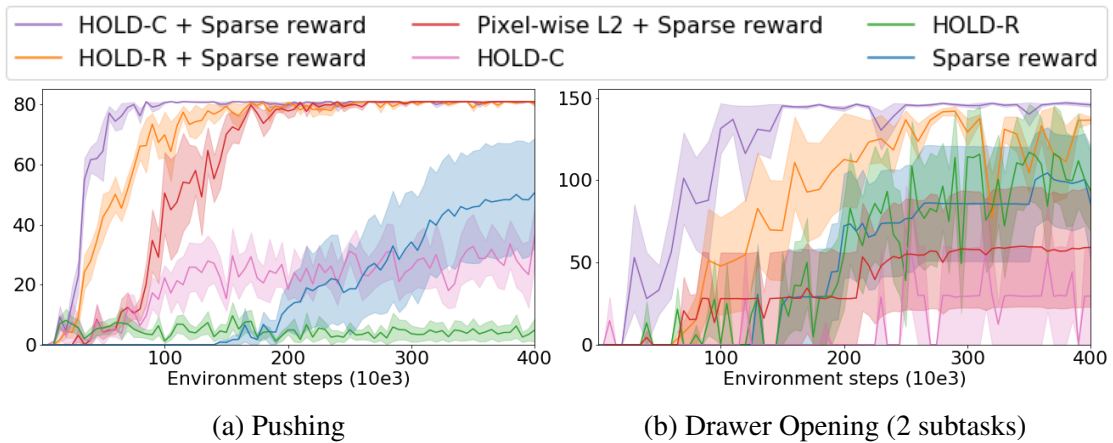 HOLD-C + Sparse reward Pixel-wise L2 + Sparse reward HOLD-R
HOLD-R + Sparse reward HOLD-C Sparse reward
80
60
40
20
0
100 200 300 400
Environment steps (10e3)
(a) Pushing
150
100
50
0
100 200 300 400
Environment steps (10e3)
(b) Drawer Opening (2 subtasks)